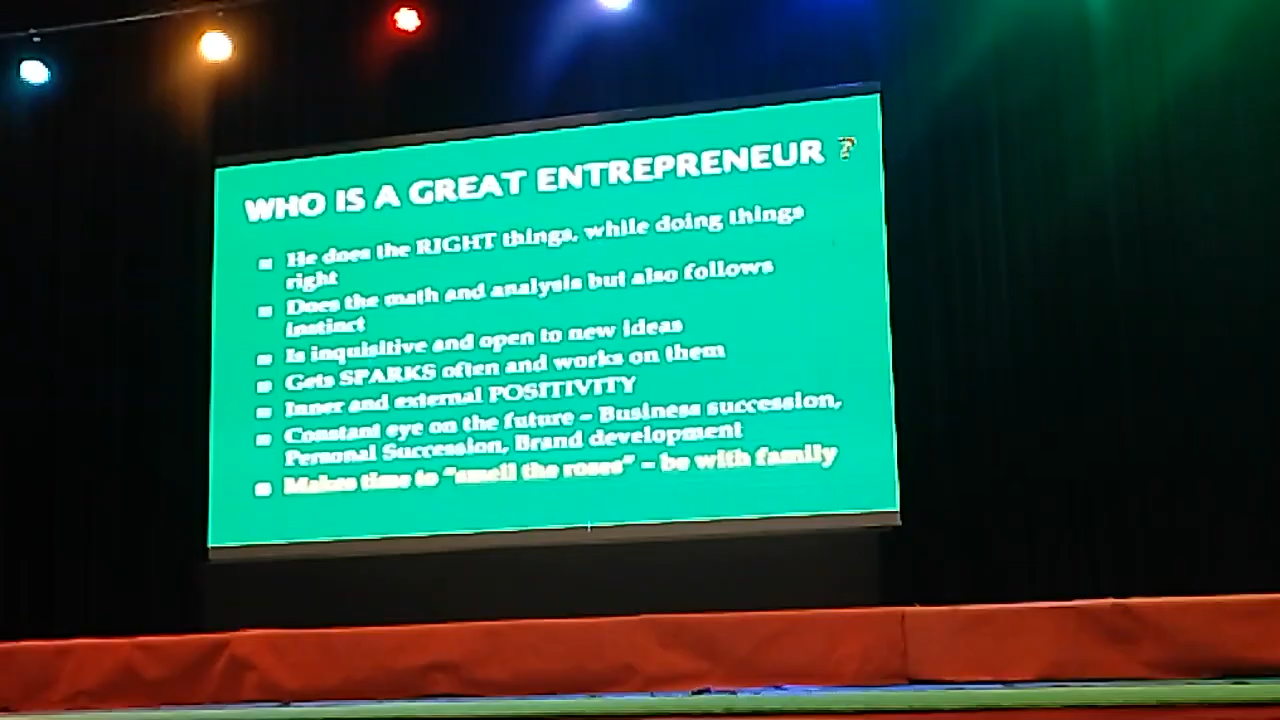 WHO IS A GREAT ENTREPRENEUR ?
He does the RIGHT things, while doing things
right
Does the math and analysis but also follows
instinct
Is inquisitive and open to new ideas
Gets SPARKS often and works on them
Inner and external POSITIVITY
Constant eye on the future – Business succession,
Personal Succession, Brand development
Makes time to “smell the roses” – be with family